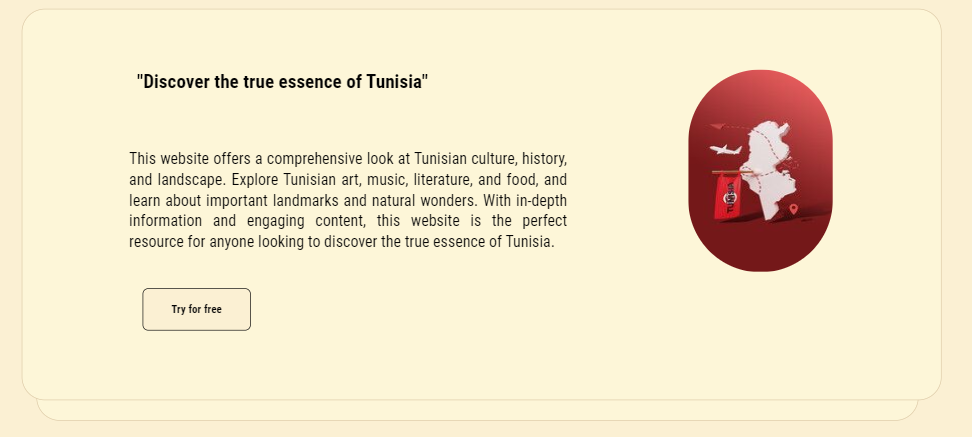 "Discover the true essence of Tunisia"
This website offers a comprehensive look at Tunisian culture, history,
and landscape. Explore Tunisian art, music, literature, and food, and
learn about important landmarks and natural wonders. With in-depth
information and engaging content, this website is the perfect
resource for anyone looking to discover the true essence of Tunisia.
TUNISIA
Try for free